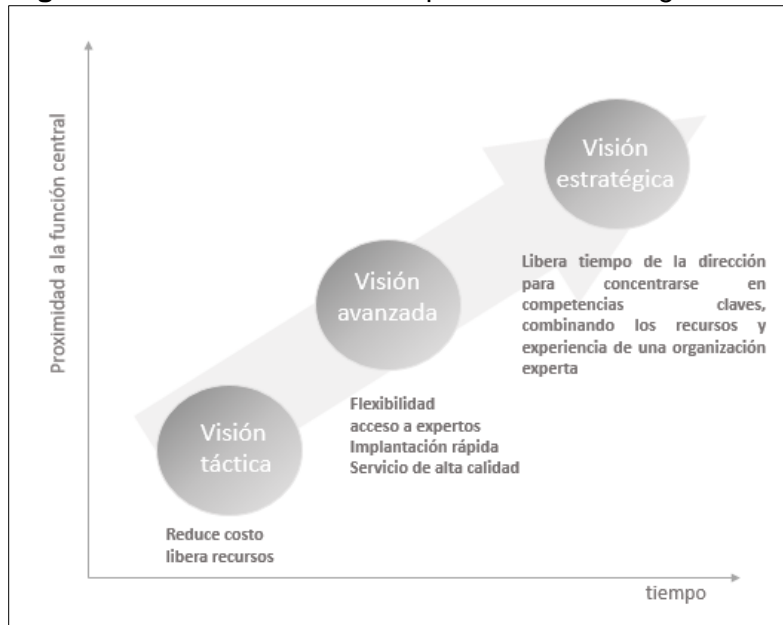 Proximidad a la función central
Visión
estratégica
Libera tiempo de la dirección
para concentrarse en
competencias claves,
combinando los recursos y
experiencia de una organización
experta
Visión
avanzada
Flexibilidad
acceso a expertos
Implantación rápida
Servicio de alta calidad
Visión
táctica
Reduce costo
libera recursos
tiempo